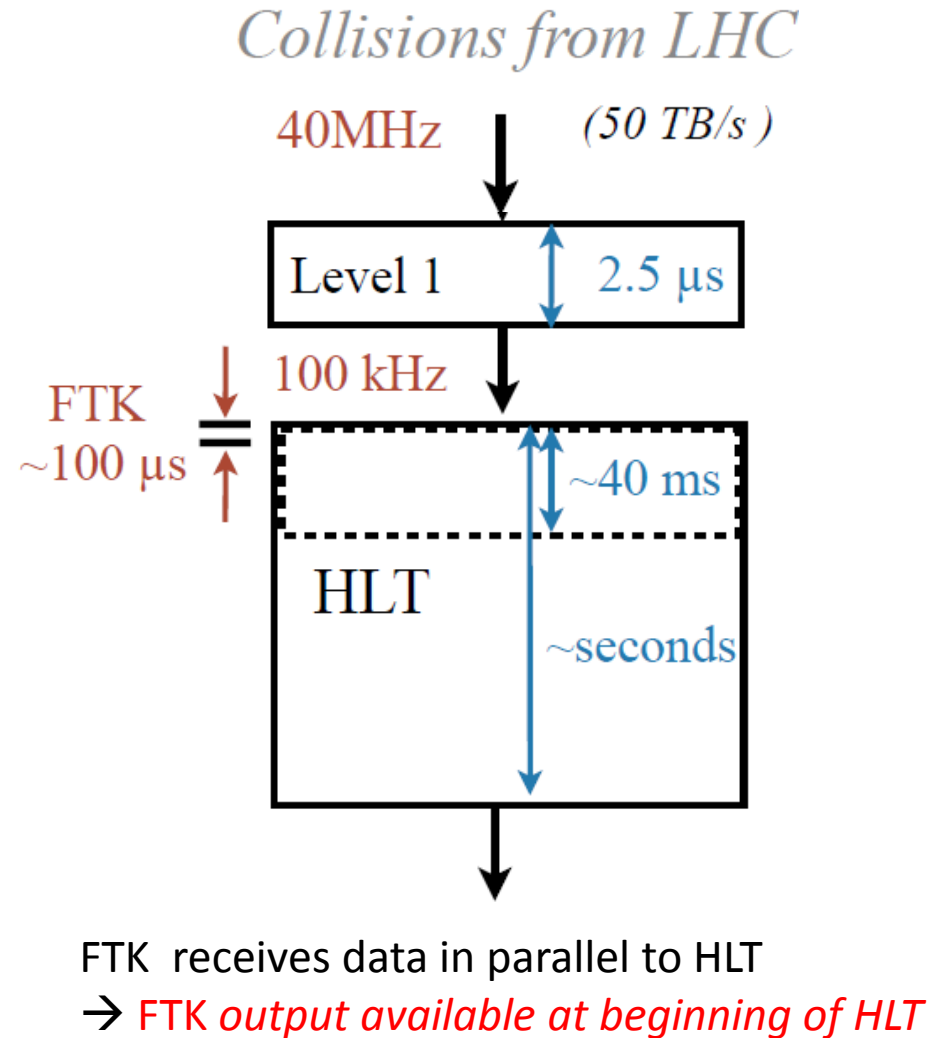 Collisions from LHC
40MHz
(50 TB/s )
Level 1
2.5 µs
100 kHz
FTK
~100 µs
~40 ms
HLT
~seconds
FTK receives data in parallel to HLT
→ FTK output available at beginning of HLT